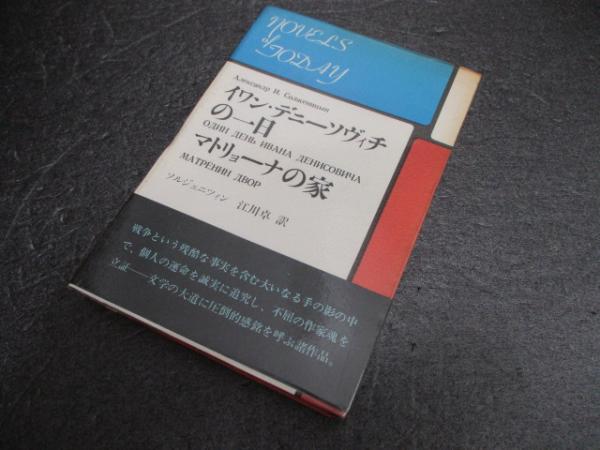 NOVELS
of
TODAY
Александр И. Солженицын
イワン・デニーソヴィチ
の一日
ОДИН ДЕНЬ ИВАНА ДЕНИСОВИЧА
マトリョーナの家
МАТРЁНИН ДВОР
ソルジェニツィン 江川卓 訳
戦争という残酷な事実を含む大いなる手の影の中
で、個人の運命を誠実に追究し、不屈の作家魂を
立証――文学の大道に圧倒的感銘を呼ぶ諸作品。